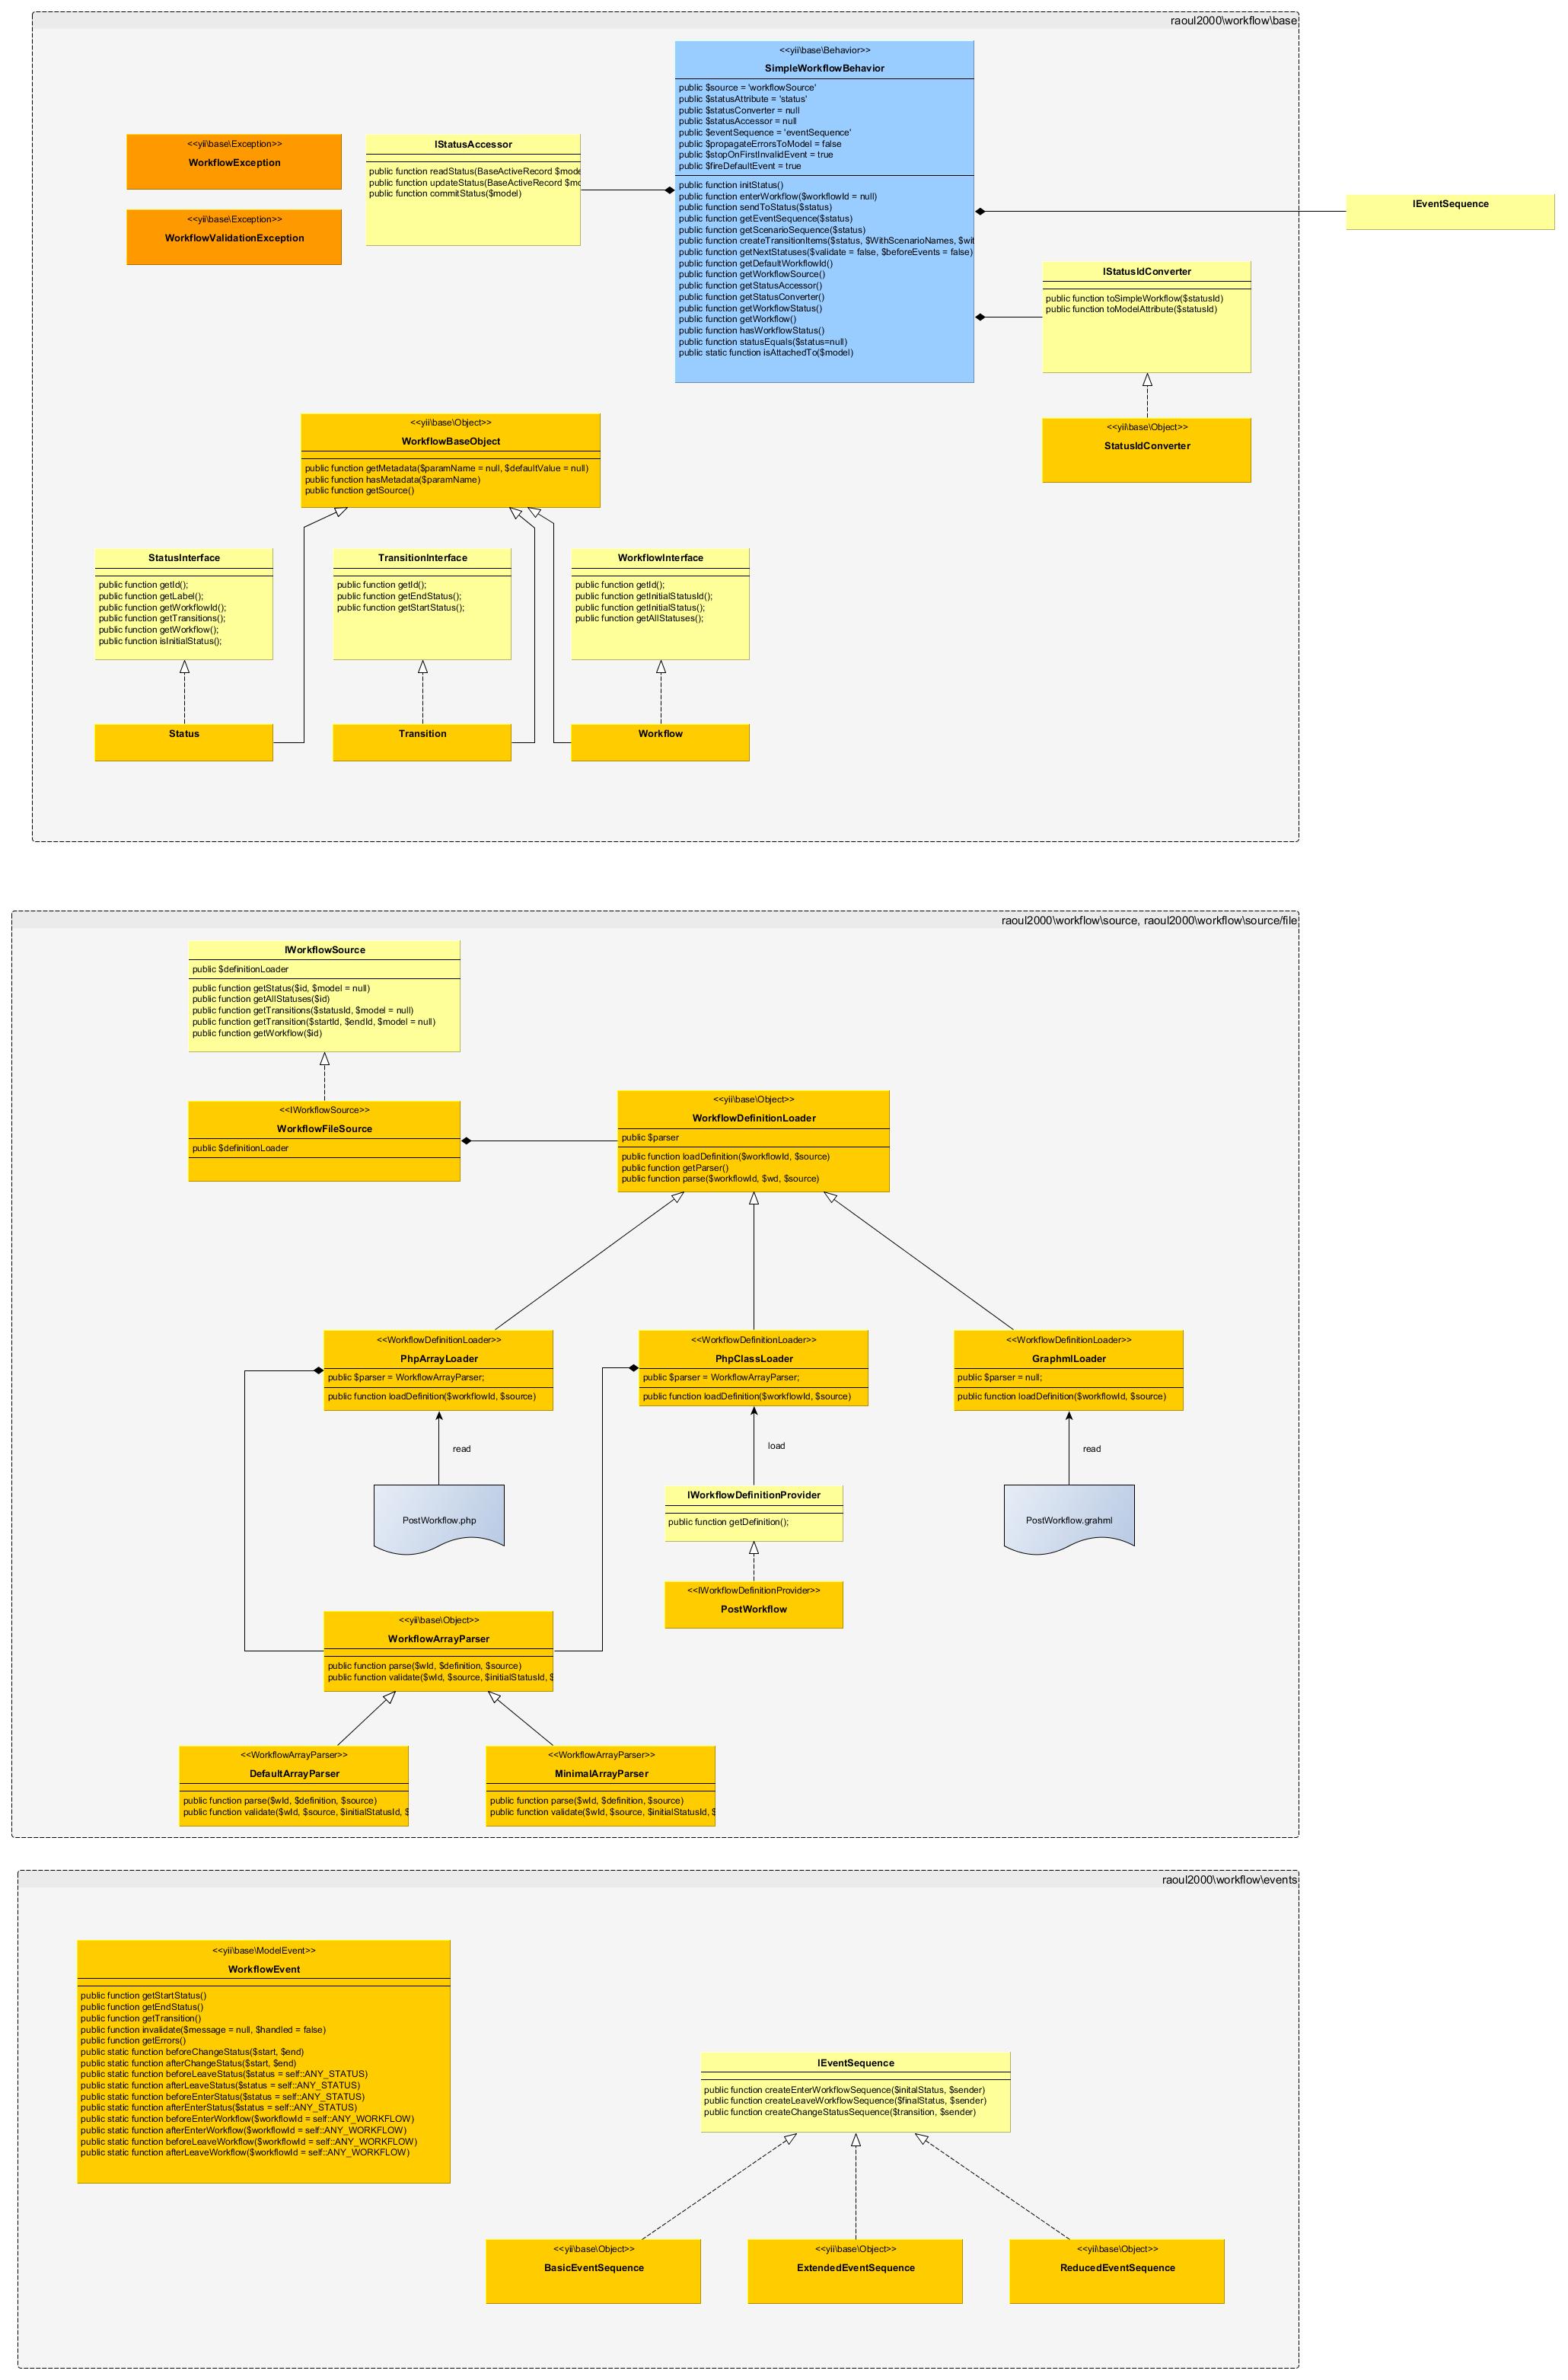 raoul2000\workflow\base
<<yii\base\Behavior>>
SimpleWorkflowBehavior
public $source = 'workflowSource'
public $statusAttribute = 'status'
public $statusConverter = null
public $statusAccessor = null
public $eventSequence = 'eventSequence'
public $propagateErrorsToModel = false
public $stopOnFirstInvalidEvent = true
public $fireDefaultEvent = true
public function initStatus()
public function enterWorkflow($workflowId = null)
public function sendToStatus($status)
public function getEventSequence($status)
public function getScenarioSequence($status)
public function createTransitionItems($status, $WithScenarioNames, $wit
public function getNextStatuses($validate = false, $beforeEvents = false)
public function getDefaultWorkflowId()
public function getWorkflowSource()
public function getStatusAccessor()
public function getStatusConverter()
public function getWorkflowStatus()
public function getWorkflow()
public function hasWorkflowStatus()
public function statusEquals($status=null)
public static function isAttachedTo($model)
<<yii\base\Exception>>
WorkflowException
<<yii\base\Exception>>
WorkflowValidationException
IStatusAccessor
public function readStatus(BaseActiveRecord $mode
public function updateStatus(BaseActiveRecord $mo
public function commitStatus($model)
IEventSequence
IStatusIdConverter
public function toSimpleWorkflow($statusId)
public function toModelAttribute($statusId)
<<yii\base\Object>>
StatusIdConverter
<<yii\base\Object>>
WorkflowBaseObject
public function getMetadata($paramName = null, $defaultValue = null)
public function hasMetadata($paramName)
public function getSource()
StatusInterface
public function getId();
public function getLabel();
public function getWorkflowId();
public function getTransitions();
public function getWorkflow();
public function isInitialStatus();
TransitionInterface
public function getId();
public function getEndStatus();
public function getStartStatus();
WorkflowInterface
public function getId();
public function getInitialStatusId();
public function getInitialStatus();
public function getAllStatuses();
Status
Transition
Workflow
raoul2000\workflow\source, raoul2000\workflow\source/file
IWorkflowSource
public $definitionLoader
public function getStatus($id, $model = null)
public function getAllStatuses($id)
public function getTransitions($statusId, $model = null)
public function getTransition($startId, $endId, $model = null)
public function getWorkflow($id)
<<IWorkflowSource>>
WorkflowFileSource
public $definitionLoader
<<yii\base\Object>>
WorkflowDefinitionLoader
public $parser
public function loadDefinition($workflowId, $source)
public function getParser()
public function parse($workflowId, $wd, $source)
<<WorkflowDefinitionLoader>>
PhpArrayLoader
public $parser = WorkflowArrayParser;
public function loadDefinition($workflowId, $source)
<<WorkflowDefinitionLoader>>
PhpClassLoader
public $parser = WorkflowArrayParser;
public function loadDefinition($workflowId, $source)
<<WorkflowDefinitionLoader>>
GraphmlLoader
public $parser = null;
public function loadDefinition($workflowId, $source)
read
load
read
PostWorkflow.php
IWorkflowDefinitionProvider
public function getDefinition();
PostWorkflow.grahml
<<IWorkflowDefinitionProvider>>
PostWorkflow
<<yii\base\Object>>
WorkflowArrayParser
public function parse($wId, $definition, $source)
public function validate($wId, $source, $initialStatusId, $
<<WorkflowArrayParser>>
DefaultArrayParser
public function parse($wId, $definition, $source)
public function validate($wId, $source, $initialStatusId, $
<<WorkflowArrayParser>>
MinimalArrayParser
public function parse($wId, $definition, $source)
public function validate($wId, $source, $initialStatusId, $
raoul2000\workflow\events
<<yii\base\ModelEvent>>
WorkflowEvent
public function getStartStatus()
public function getEndStatus()
public function getTransition()
public function invalidate($message = null, $handled = false)
public function getErrors()
public static function beforeChangeStatus($start, $end)
public static function afterChangeStatus($start, $end)
public static function beforeLeaveStatus($status = self::ANY_STATUS)
public static function afterLeaveStatus($status = self::ANY_STATUS)
public static function beforeEnterStatus($status = self::ANY_STATUS)
public static function afterEnterStatus($status = self::ANY_STATUS)
public static function beforeEnterWorkflow($workflowId = self::ANY_WORKFLOW)
public static function afterEnterWorkflow($workflowId = self::ANY_WORKFLOW)
public static function beforeLeaveWorkflow($workflowId = self::ANY_WORKFLOW)
public static function afterLeaveWorkflow($workflowId = self::ANY_WORKFLOW)
IEventSequence
public function createEnterWorkflowSequence($initalStatus, $sender)
public function createLeaveWorkflowSequence($finalStatus, $sender)
public function createChangeStatusSequence($transition, $sender)
<<yii\base\Object>>
BasicEventSequence
<<yii\base\Object>>
ExtendedEventSequence
<<yii\base\Object>>
ReducedEventSequence